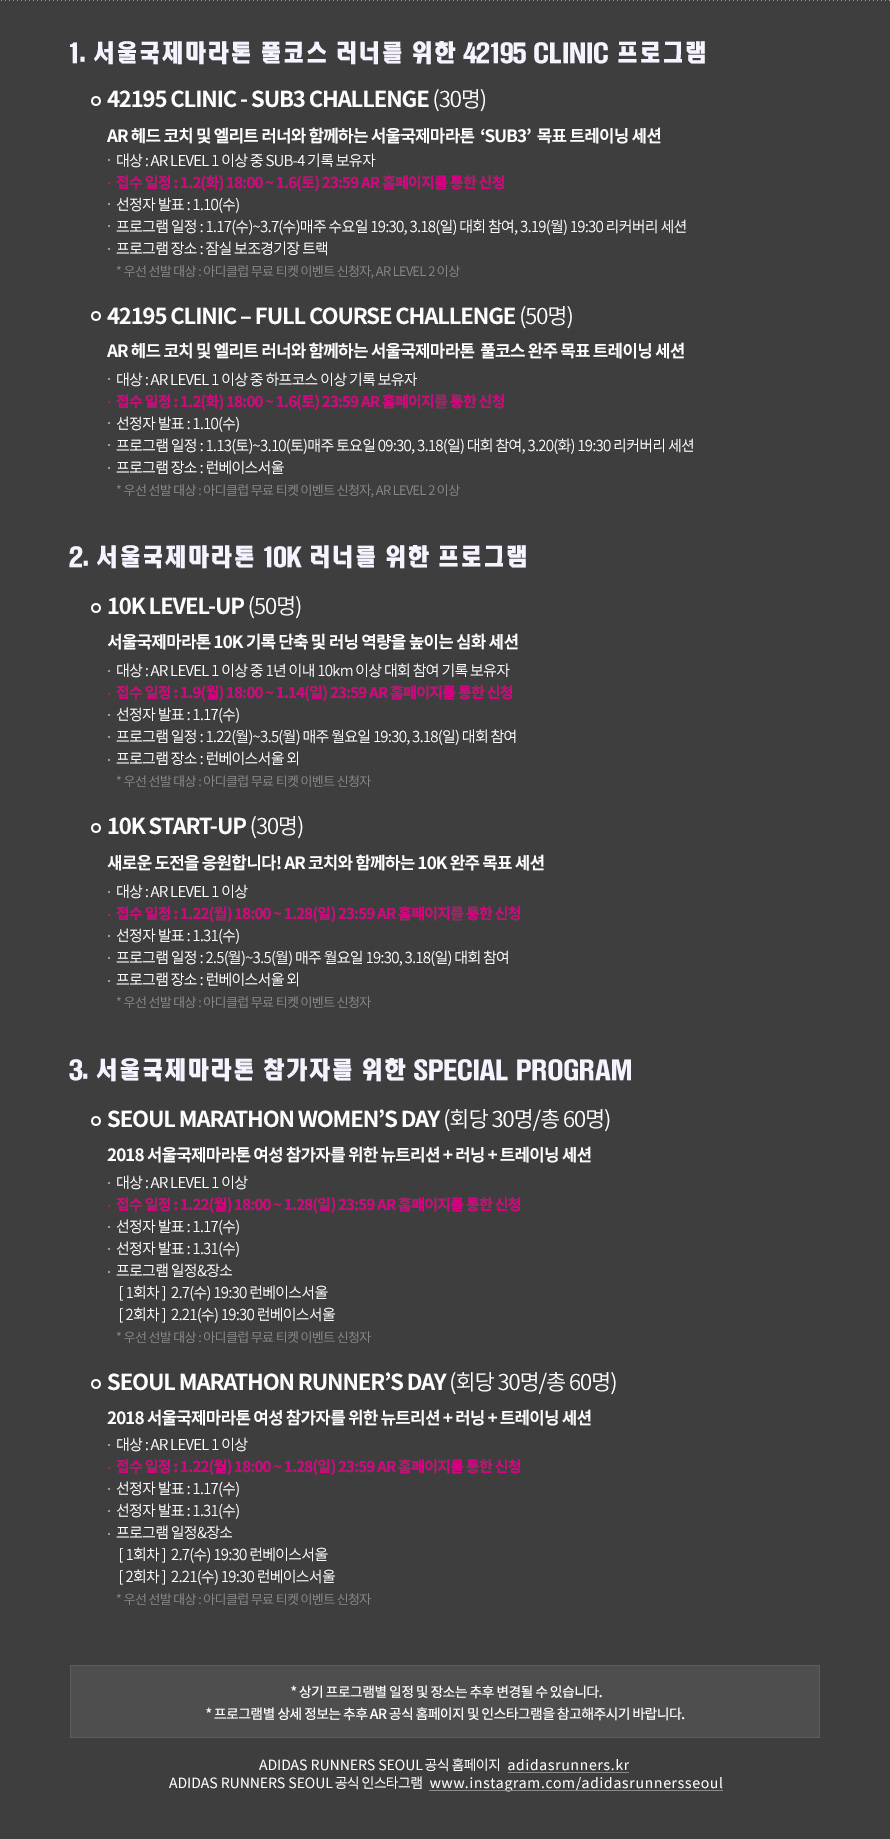 1. 서울국제마라톤 풀코스 러너를 위한 42195 CLINIC 프로그램
42195 CLINIC - SUB3 CHALLENGE (30명)
AR 헤드 코치 및 엘리트 러너와 함께하는 서울국제마라톤 ‘SUB3’ 목표 트레이닝 세션
· 대상 : AR LEVEL 1 이상 중 SUB-4 기록 보유자
· 접수 일정 : 1.2(화) 18:00 ~ 1.6(토) 23:59 AR 홈페이지를 통한 신청
· 선정자 발표 : 1.10(수)
· 프로그램 일정 : 1.17(수)~3.7(수)매주 수요일 19:30, 3.18(일) 대회 참여, 3.19(월) 19:30 리커버리 세션
· 프로그램 장소 : 잠실 보조경기장 트랙
* 우선 선발 대상 : 아디클럽 무료 티켓 이벤트 신청자, AR LEVEL 2 이상
42195 CLINIC – FULL COURSE CHALLENGE (50명)
AR 헤드 코치 및 엘리트 러너와 함께하는 서울국제마라톤 풀코스 완주 목표 트레이닝 세션
· 대상 : AR LEVEL 1 이상 중 하프코스 이상 기록 보유자
· 접수 일정 : 1.2(화) 18:00 ~ 1.6(토) 23:59 AR 홈페이지를 통한 신청
· 선정자 발표 : 1.10(수)
· 프로그램 일정 : 1.13(토)~3.10(토)매주 토요일 09:30, 3.18(일) 대회 참여, 3.20(화) 19:30 리커버리 세션
· 프로그램 장소 : 런베이스서울
* 우선 선발 대상 : 아디클럽 무료 티켓 이벤트 신청자, AR LEVEL 2 이상
2. 서울국제마라톤 10K 러너를 위한 프로그램
10K LEVEL-UP (50명)
서울국제마라톤 10K 기록 단축 및 러닝 역량을 높이는 심화 세션
· 대상 : AR LEVEL 1 이상 중 1년 이내 10km 이상 대회 참여 기록 보유자
· 접수 일정 : 1.9(월) 18:00 ~ 1.14(일) 23:59 AR 홈페이지를 통한 신청
· 선정자 발표 : 1.17(수)
· 프로그램 일정 : 1.22(월)~3.5(월) 매주 월요일 19:30, 3.18(일) 대회 참여
· 프로그램 장소 : 런베이스서울 외
* 우선 선발 대상 : 아디클럽 무료 티켓 이벤트 신청자
10K START-UP (30명)
새로운 도전을 응원합니다! AR 코치와 함께하는 10K 완주 목표 세션
· 대상 : AR LEVEL 1 이상
· 접수 일정 : 1.22(월) 18:00 ~ 1.28(일) 23:59 AR 홈페이지를 통한 신청
· 선정자 발표 : 1.31(수)
· 프로그램 일정 : 2.5(월)~3.5(월) 매주 월요일 19:30, 3.18(일) 대회 참여
· 프로그램 장소 : 런베이스서울 외
* 우선 선발 대상 : 아디클럽 무료 티켓 이벤트 신청자
3. 서울국제마라톤 참가자를 위한 SPECIAL PROGRAM
SEOUL MARATHON WOMEN’S DAY (회당 30명/총 60명)
2018 서울국제마라톤 여성 참가자를 위한 뉴트리션 + 러닝 + 트레이닝 세션
· 대상 : AR LEVEL 1 이상
· 접수 일정 : 1.22(월) 18:00 ~ 1.28(일) 23:59 AR 홈페이지를 통한 신청
· 선정자 발표 : 1.17(수)
· 선정자 발표 : 1.31(수)
· 프로그램 일정&장소
[ 1회차 ] 2.7(수) 19:30 런베이스서울
[ 2회차 ] 2.21(수) 19:30 런베이스서울
* 우선 선발 대상 : 아디클럽 무료 티켓 이벤트 신청자
SEOUL MARATHON RUNNER’S DAY (회당 30명/총 60명)
2018 서울국제마라톤 여성 참가자를 위한 뉴트리션 + 러닝 + 트레이닝 세션
· 대상 : AR LEVEL 1 이상
· 접수 일정 : 1.22(월) 18:00 ~ 1.28(일) 23:59 AR 홈페이지를 통한 신청
· 선정자 발표 : 1.17(수)
· 선정자 발표 : 1.31(수)
· 프로그램 일정&장소
[ 1회차 ] 2.7(수) 19:30 런베이스서울
[ 2회차 ] 2.21(수) 19:30 런베이스서울
* 우선 선발 대상 : 아디클럽 무료 티켓 이벤트 신청자
* 상기 프로그램별 일정 및 장소는 추후 변경될 수 있습니다.
* 프로그램별 상세 정보는 추후 AR 공식 홈페이지 및 인스타그램을 참고해주시기 바랍니다.
ADIDAS RUNNERS SEOUL 공식 홈페이지 adidasrunners.kr
ADIDAS RUNNERS SEOUL 공식 인스타그램 www.instagram.com/adidasrunnersseoul